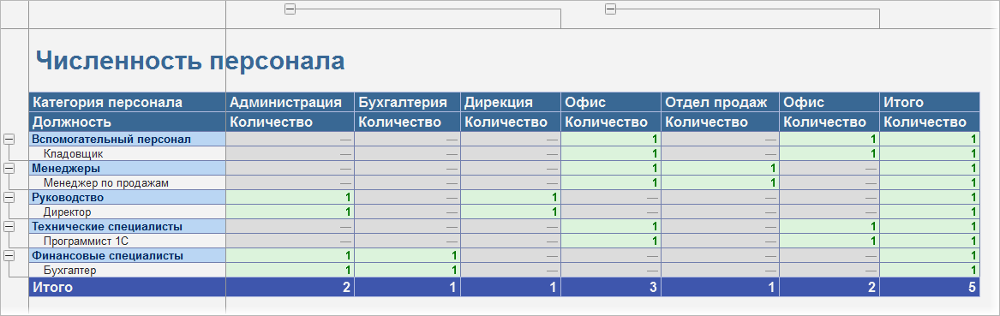 Численность персонала
Категория персонала Администрация Бухгалтерия Дирекция Офис Отдел продаж Офис Итого
Должность Количество Количество Количество Количество Количество Количество Количество
Вспомогательный персонал — — — 1 — 1 1
Кладовщик — — — 1 — 1 1
Менеджеры — — — 1 1 — 1
Менеджер по продажам — — — 1 1 — 1
Руководство 1 — 1 — — — 1
Директор 1 — 1 — — — 1
Технические специалисты — — — 1 — 1 1
Программист 1С — — — 1 — 1 1
Финансовые специалисты 1 1 — — — — 1
Бухгалтер 1 1 — — — — 1
Итого 2 1 1 3 1 2 5